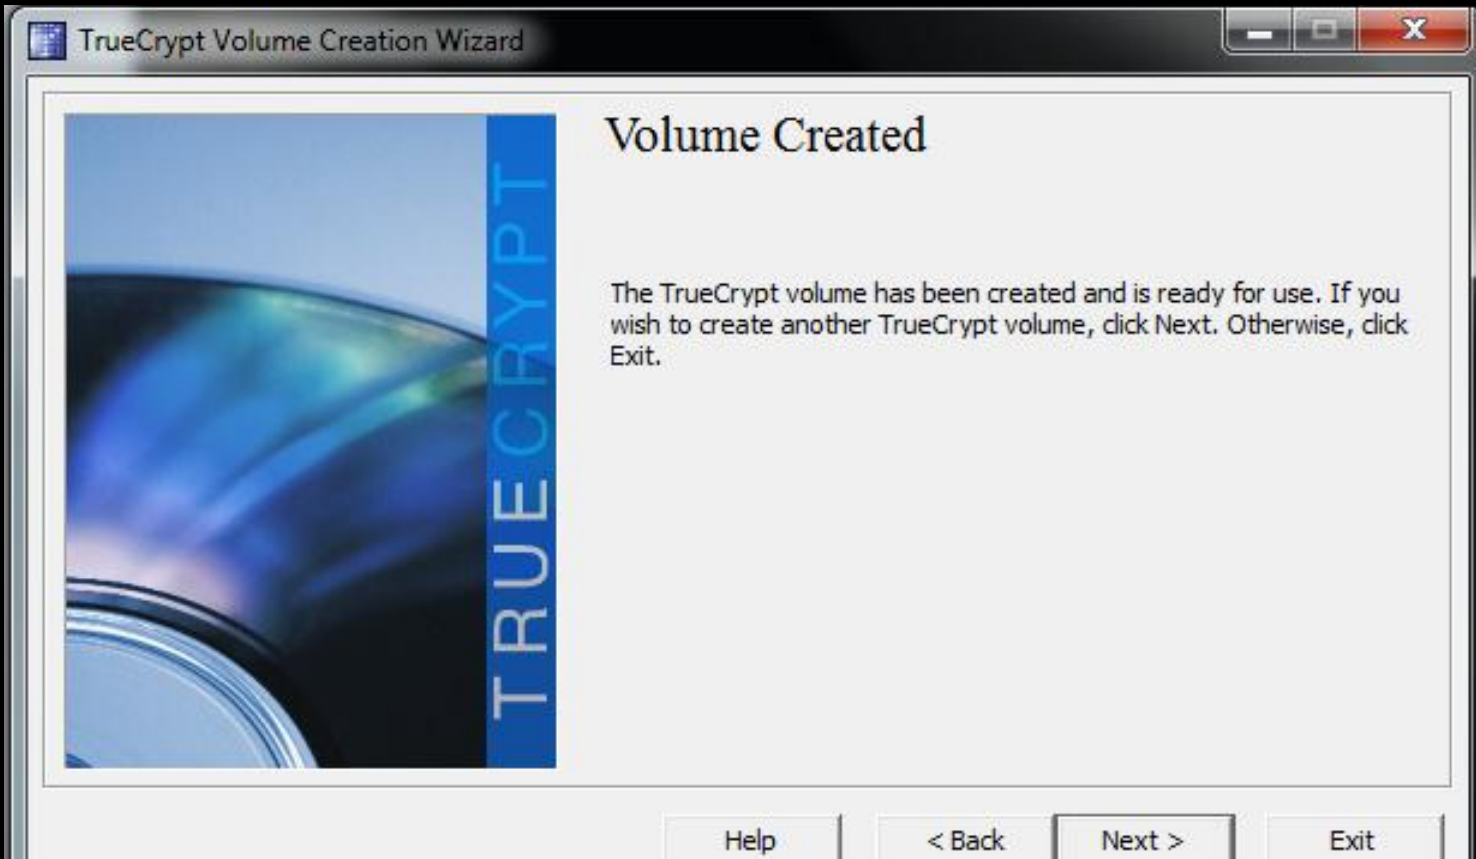 TrueCrypt Volume Creation Wizard
TRUECRYPT
Volume Created
The TrueCrypt volume has been created and is ready for use. If you
wish to create another TrueCrypt volume, click Next. Otherwise, click
Exit.
Help
< Back
Next >
Exit